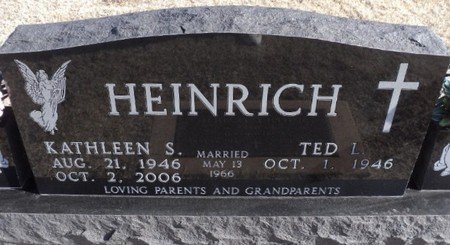 HEINRICH
KATHLEEN S. MARRIED TED L.
AUG. 21, 1946 MAY 13 OCT. 1, 1946
OCT. 2, 2006 1966
LOVING PARENTS AND GRANDPARENTS